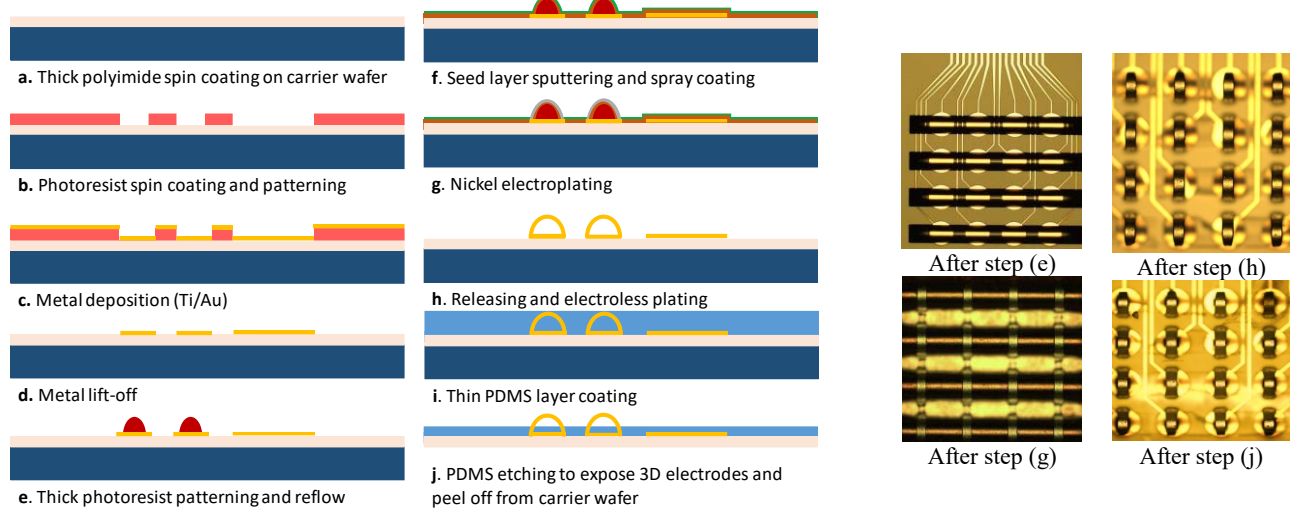 a. Thick polyimide spin coating on carrier wafer
b. Photoresist spin coating and patterning
c. Metal deposition (Ti/Au)
d. Metal lift-off
e. Thick photoresist patterning and reflow
f. Seed layer sputtering and spray coating
g. Nickel electroplating
h. Releasing and electroless plating
i. Thin PDMS layer coating
j. PDMS etching to expose 3D electrodes and
peel off from carrier wafer
After step (e)
After step (h)
After step (g)
After step (j)